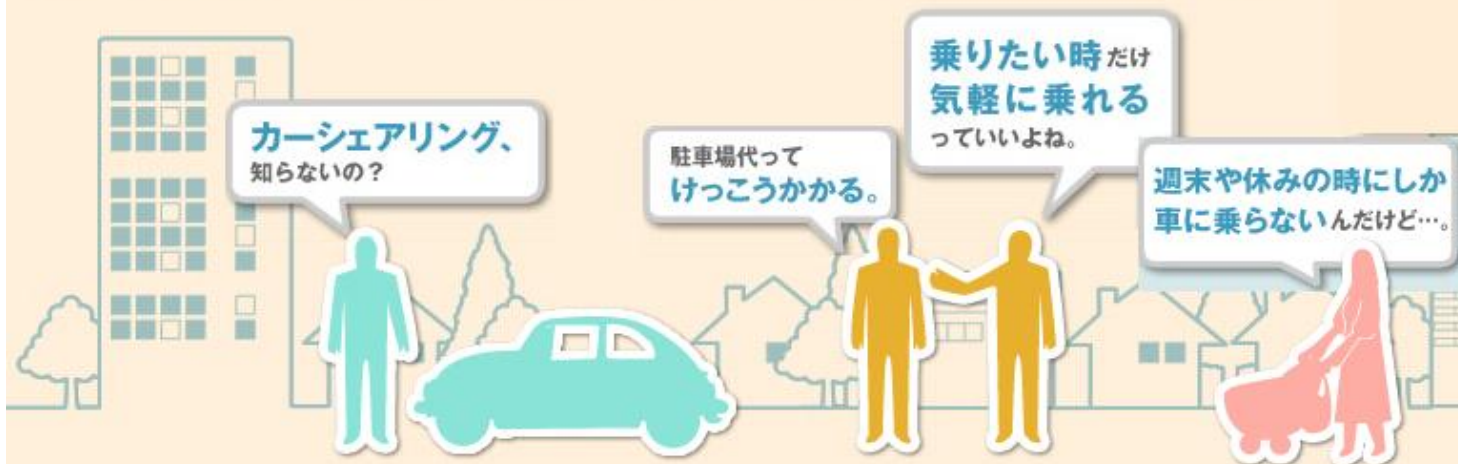 カーシェアリング、
知らないの？
駐車場代って
けっこうかかる。
乗りたい時だけ
気軽に乗れる
っていいよね。
週末や休みの時にしか
車に乗らないんだけど…。